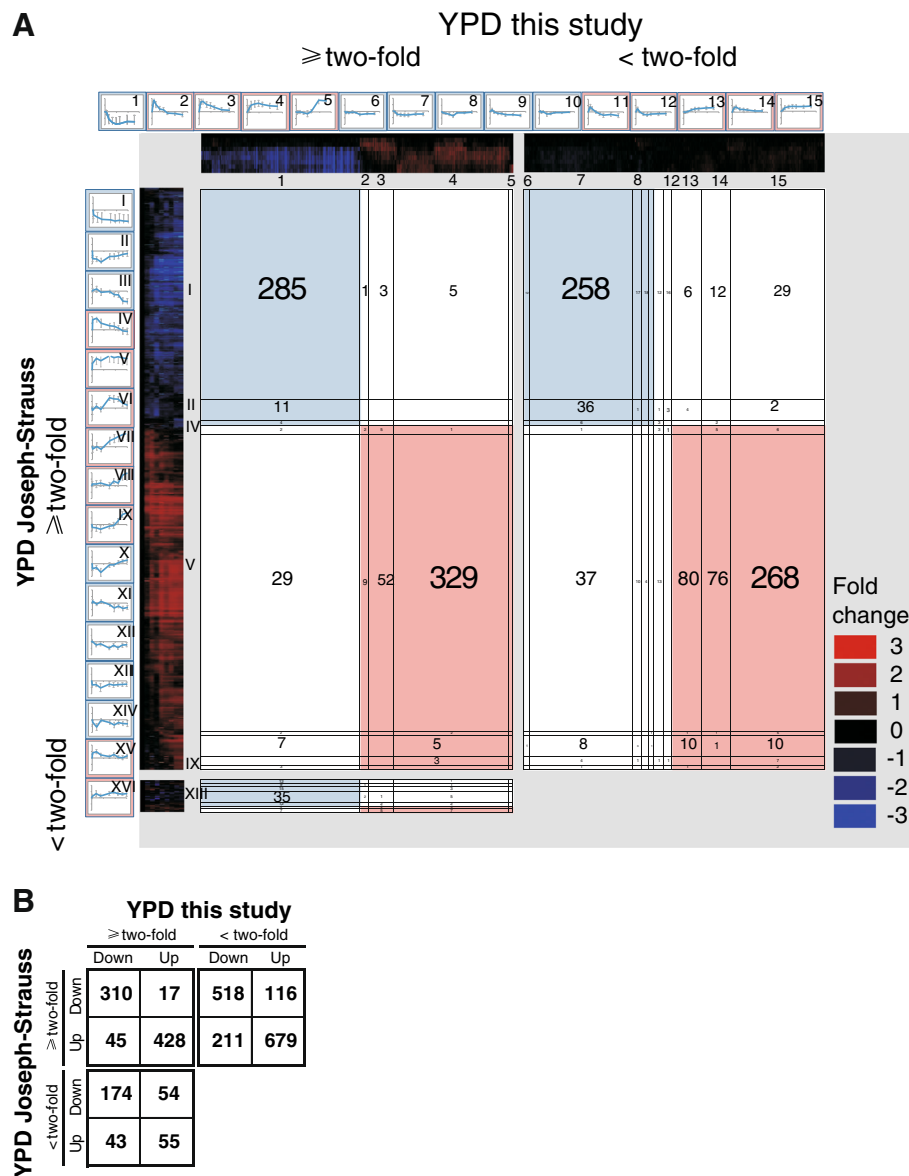 A
YPD this study
⩾ two-fold
< two-fold
1 2 3 4 5 6 7 8 9 10 11 12 13 14 15
1 2 3 4 5 6 7 8 12 13 14 15
YPD Joseph-Strauss
⩾ two-fold
< two-fold
I
II
III
IV
V
VI
VII
VIII
IX
X
XI
XII
XII
XIV
XV
XVI
I 285 1 3 5 258 6 12 29
II 11 36 2
IV
V 29 9 52 329 37 80 76 268
7 5 8 10 1 10
IX 3
XIII 35
Fold
change
3
2
1
0
-1
-2
-3
B
YPD this study
⩾ two-fold < two-fold
Down Up Down Up
YPD Joseph-Strauss
⩾ two-fold
Down 310 17 518 116
Up 45 428 211 679
< two-fold
Down 174 54
Up 43 55